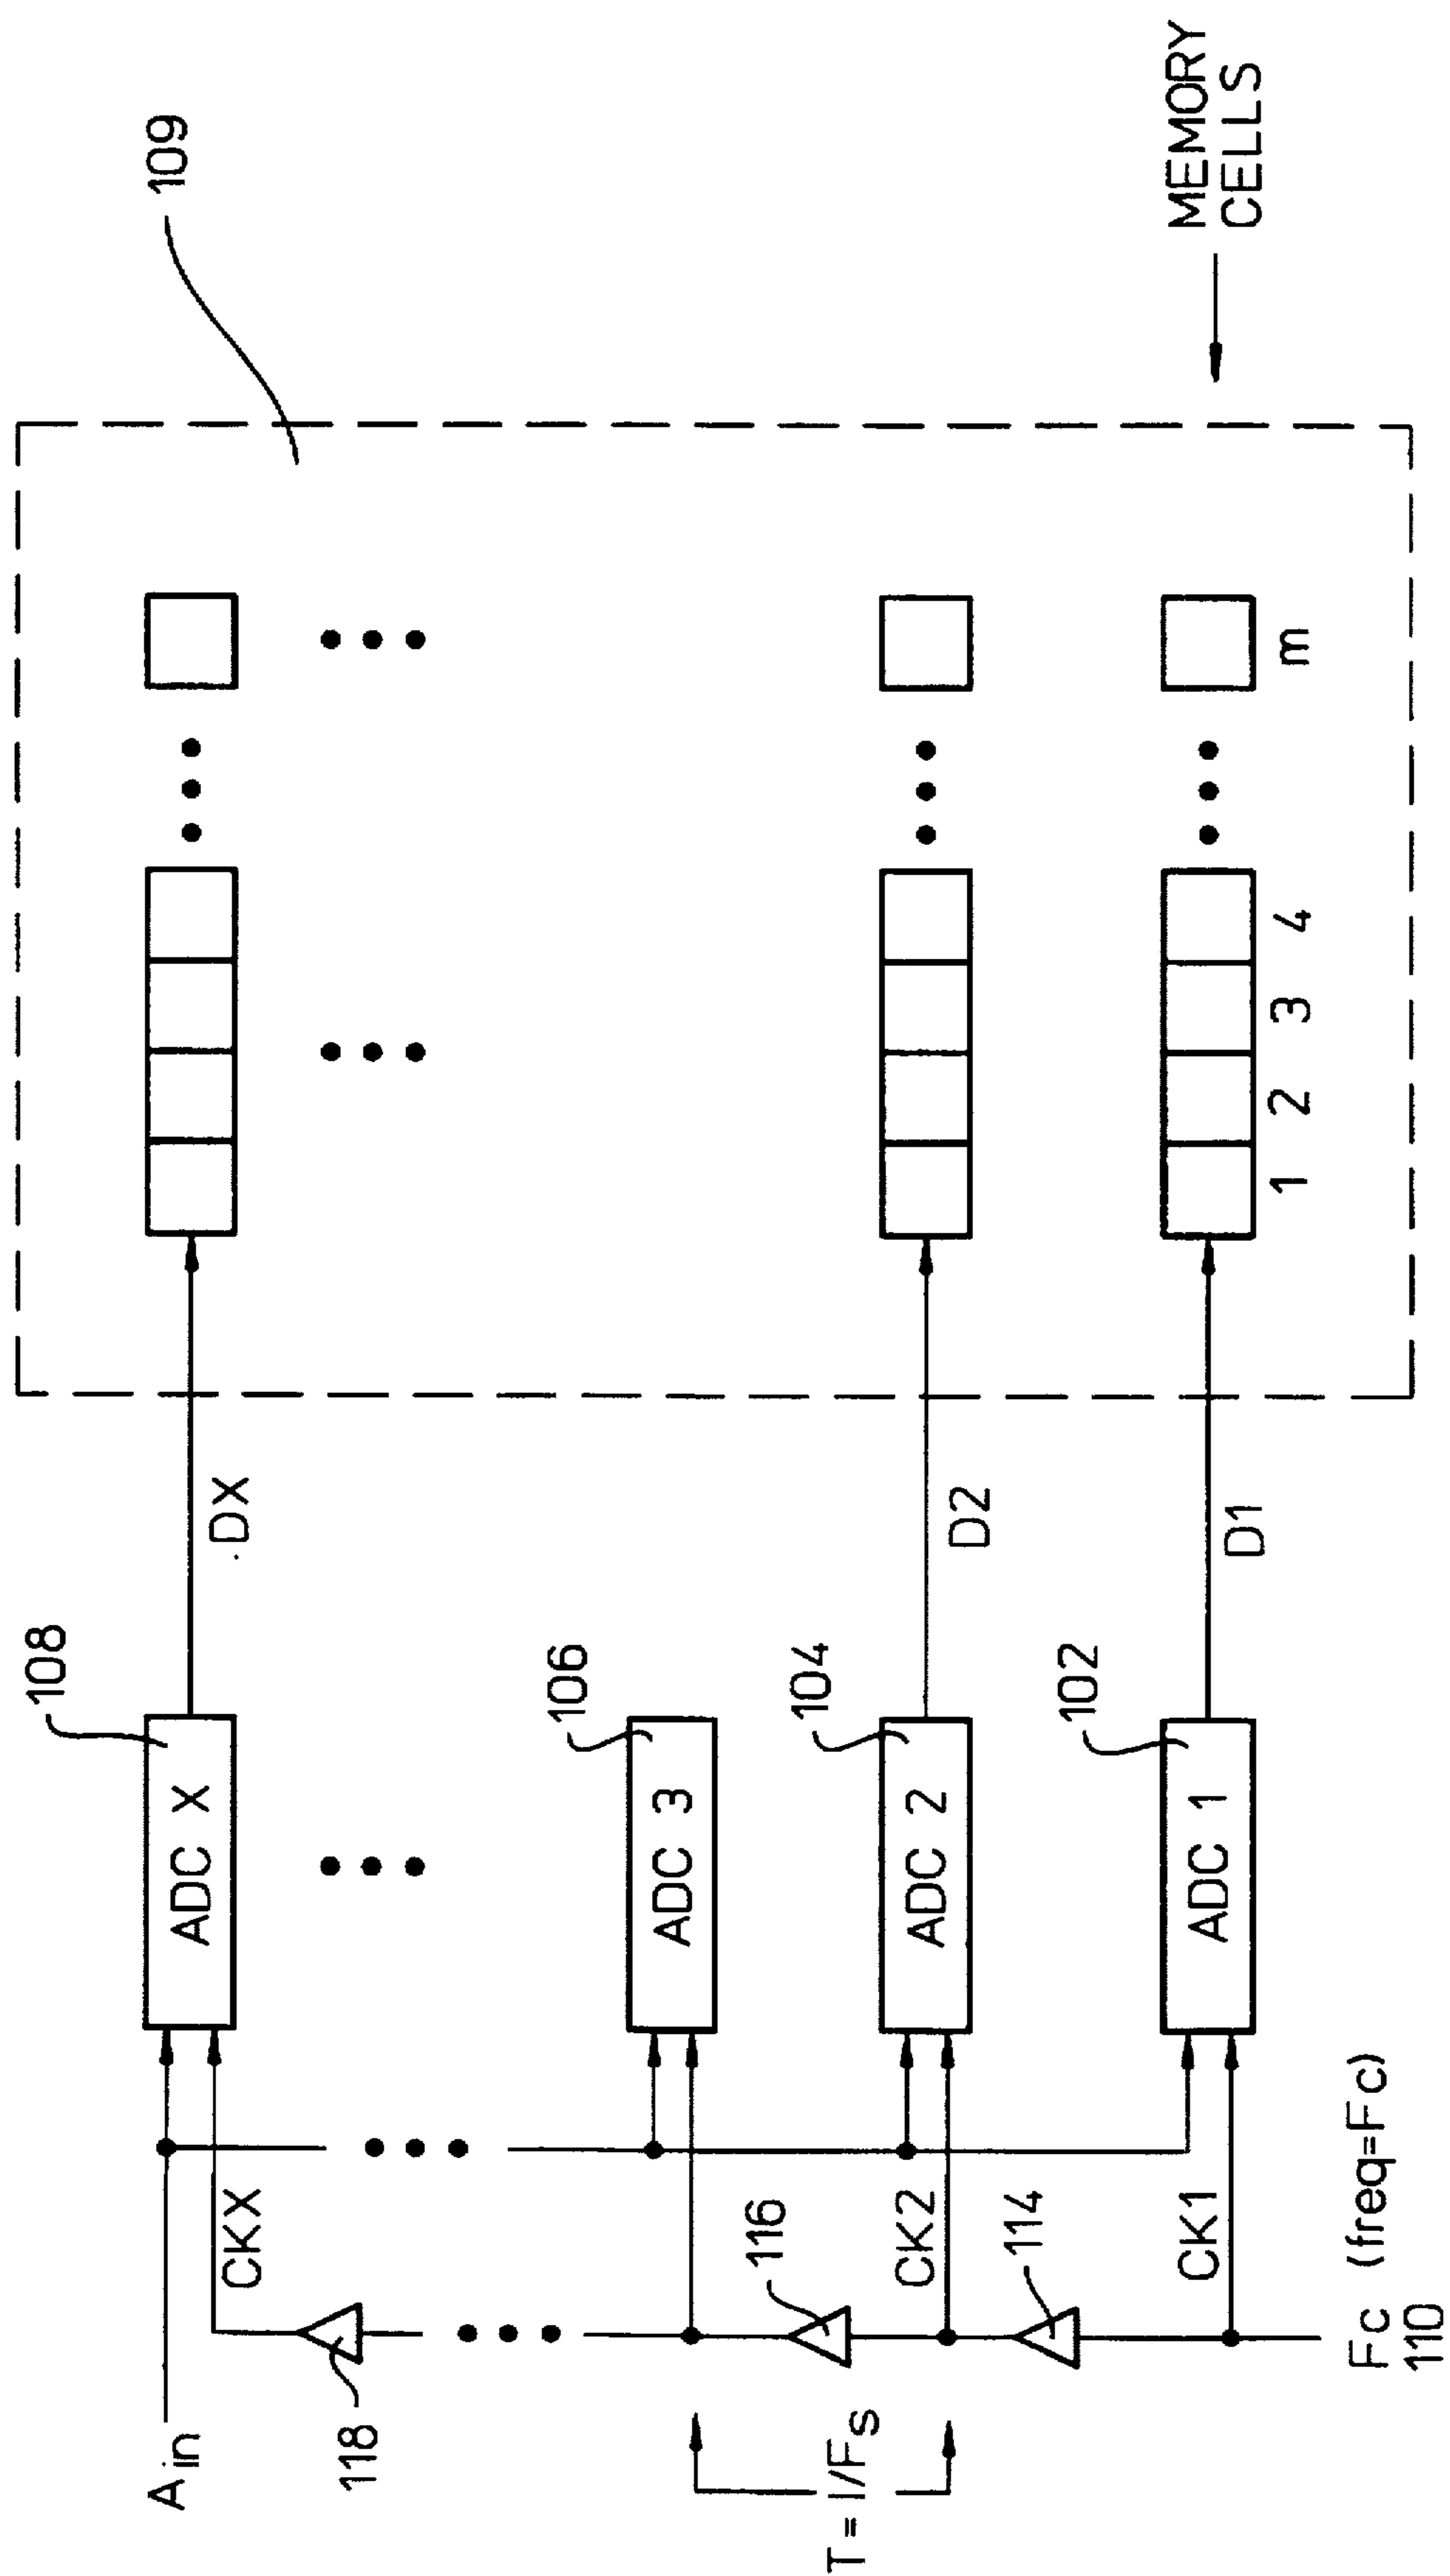 A in
108
ADC X
DX
109
CKX
118
106
ADC 3
116
T = 1/Fs
104
ADC 2
D2
CK2
114
102
ADC 1
D1
CK1
1 2 3 4 m
MEMORY
CELLS
Fc (freq=Fc)
110